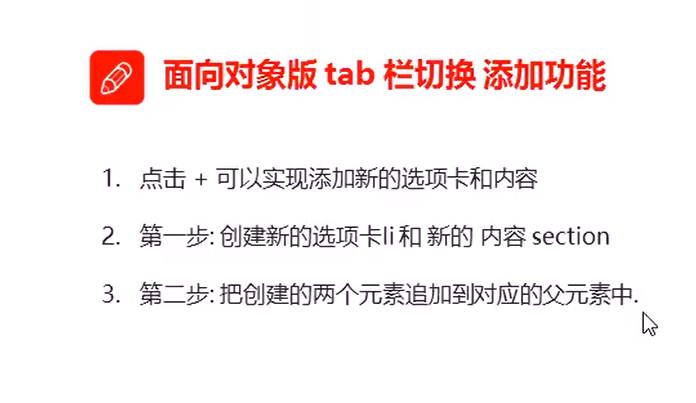 面向对象版 tab 栏切换 添加功能
1. 点击 + 可以实现添加新的选项卡和内容
2. 第一步: 创建新的选项卡li 和 新的 内容 section
3. 第二步: 把创建的两个元素追加到对应的父元素中.